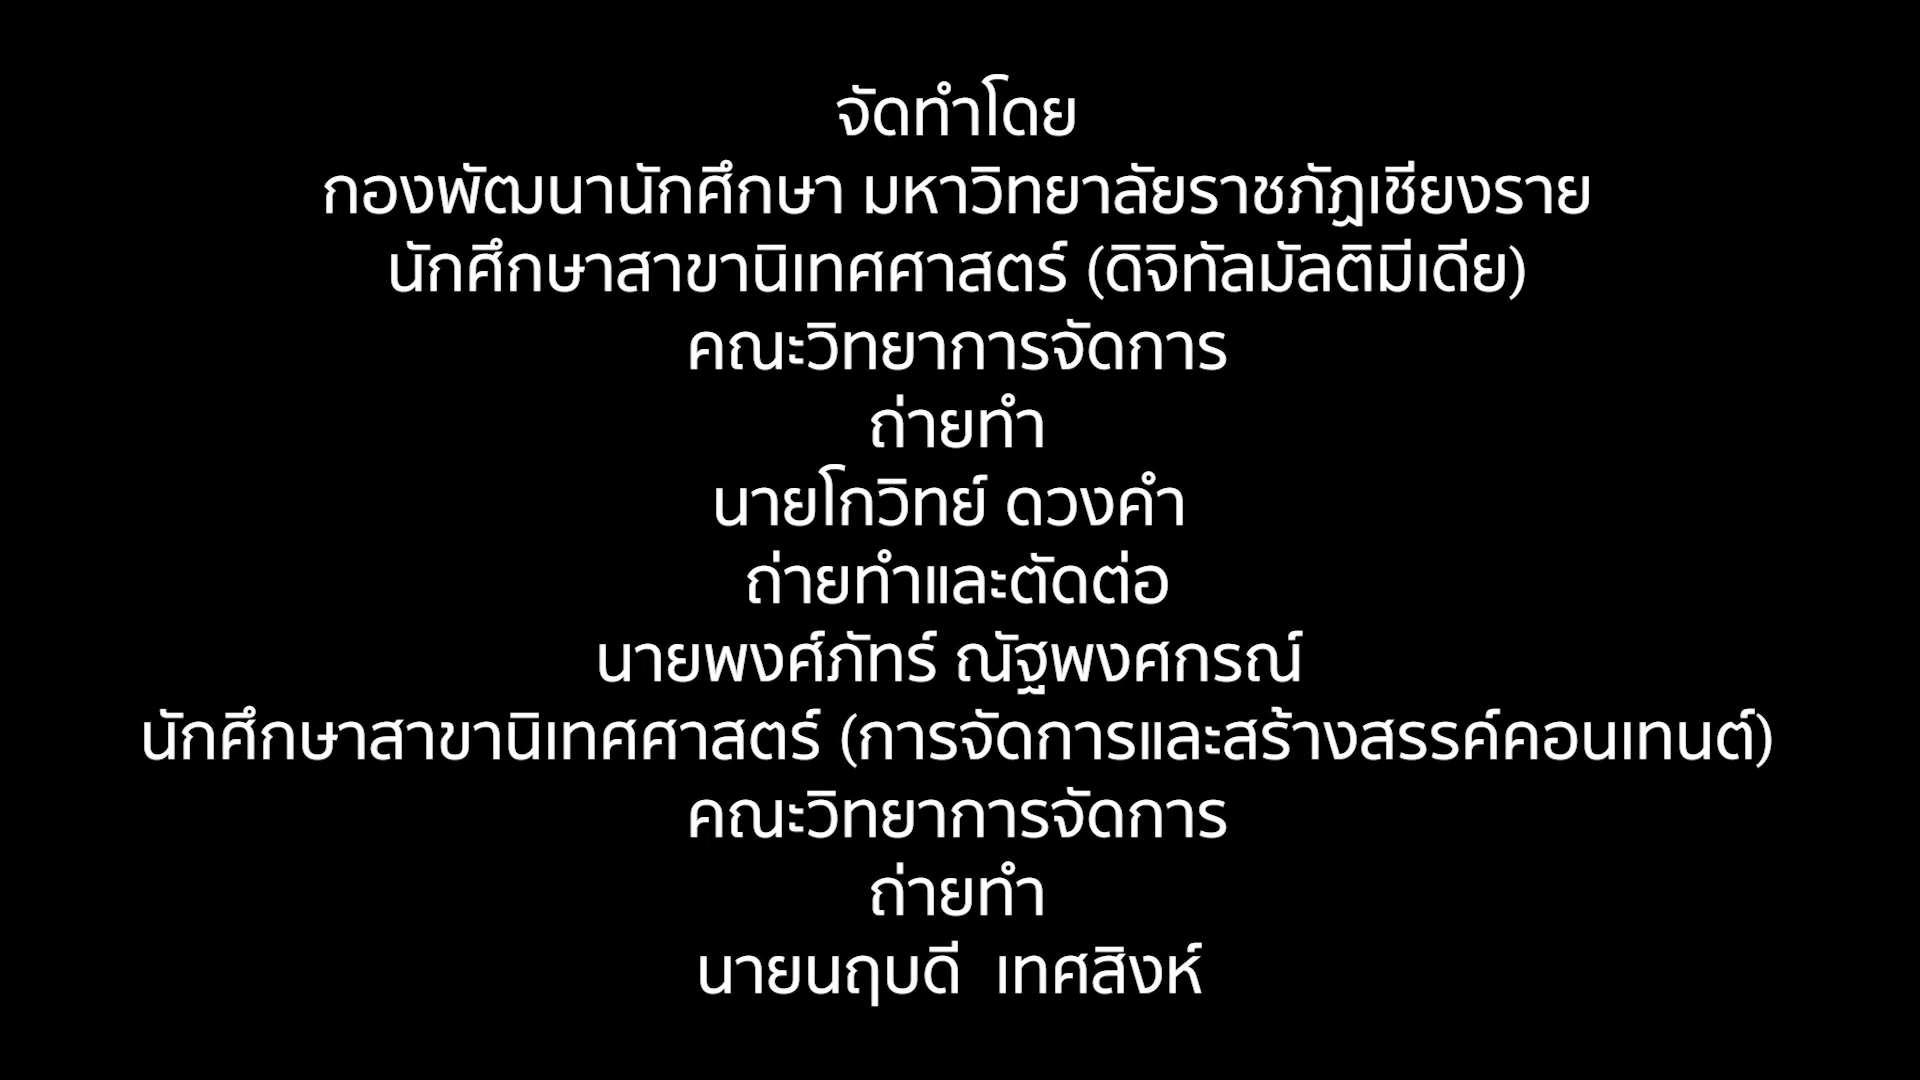 จัดทำโดย
กองพัฒนานักศึกษา มหาวิทยาลัยราชภัฏเชียงราย
นักศึกษาสาขานิเทศศาสตร์ (ดิจิทัลมัลติมีเดีย)
คณะวิทยาการจัดการ
ถ่ายทำ
นายโกวิทย์ ดวงคำ
ถ่ายทำและตัดต่อ
นายพงศ์ภัทร์ ณัฐพงศกรณ์
นักศึกษาสาขานิเทศศาสตร์ (การจัดการและสร้างสรรค์คอนเทนต์)
คณะวิทยาการจัดการ
ถ่ายทำ
นายนฤบดี  เทศสิงห์